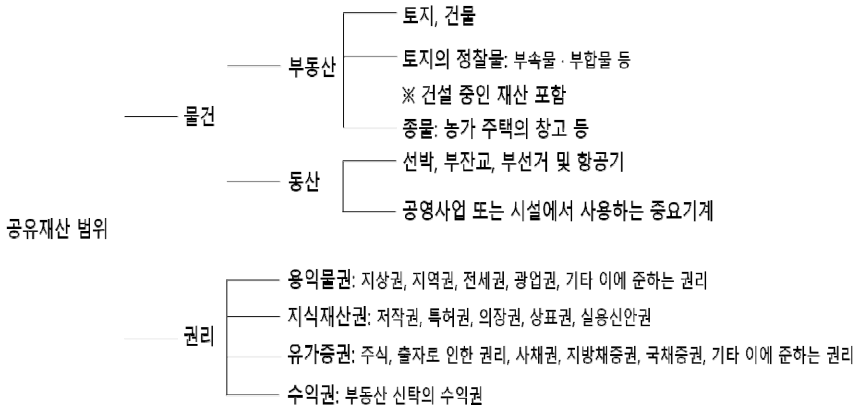 토지, 건물
부동산
토지의 정찰물: 부속물 · 부합물 등
※ 건설 중인 재산 포함
물건
종물: 농가 주택의 창고 등
선박, 부잔교, 부선거 및 항공기
동산
공영사업 또는 시설에서 사용하는 중요기계
공유재산 범위
용익물권: 지상권, 지역권, 전세권, 광업권, 기타 이에 준하는 권리
지식재산권: 저작권, 특허권, 의장권, 상표권, 실용신안권
권리
유가증권: 주식, 출자로 인한 권리, 사채권, 지방채증권, 국채증권, 기타 이에 준하는 권리
수익권: 부동산 신탁의 수익권